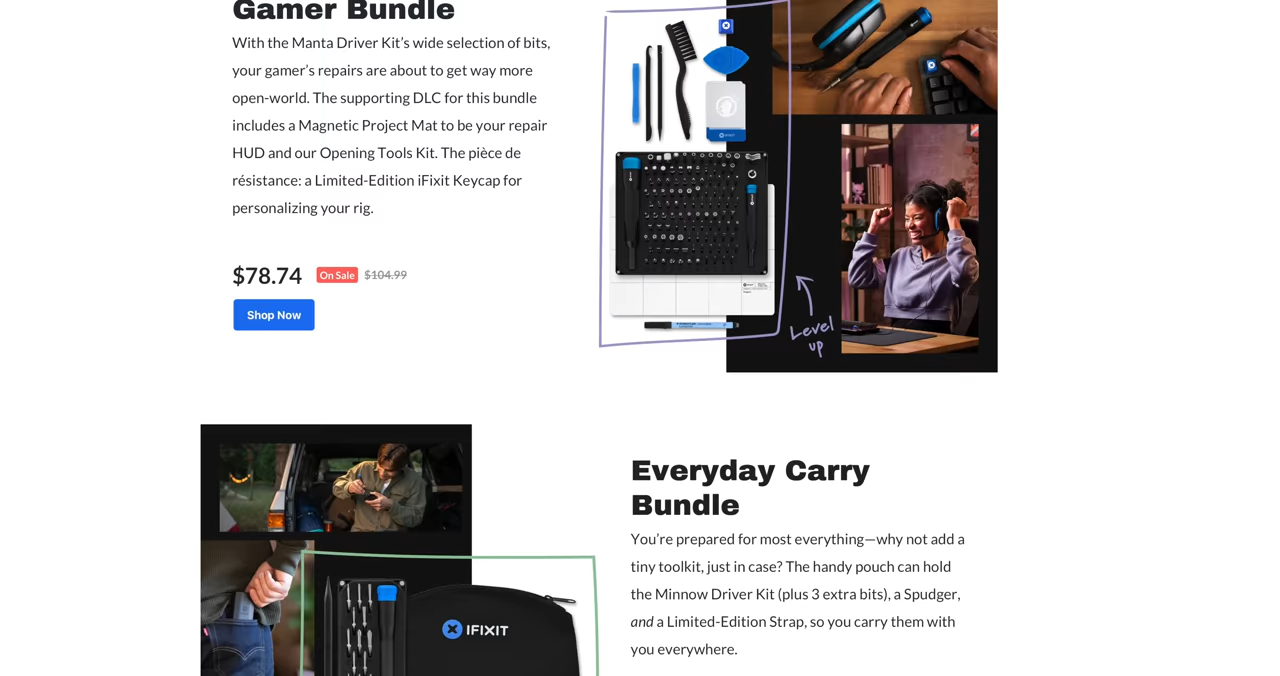 Gamer Bundle
With the Manta Driver Kit’s wide selection of bits,
your gamer’s repairs are about to get way more
open-world. The supporting DLC for this bundle
includes a Magnetic Project Mat to be your repair
HUD and our Opening Tools Kit. The pièce de
résistance: a Limited-Edition iFixit Keycap for
personalizing your rig.
$78.74 On Sale $104.99
Shop Now
Level
up
Everyday Carry
Bundle
You’re prepared for most everything—why not add a
tiny toolkit, just in case? The handy pouch can hold
the Minnow Driver Kit (plus 3 extra bits), a Spudger,
and a Limited-Edition Strap, so you carry them with
you everywhere.
IFIXIT